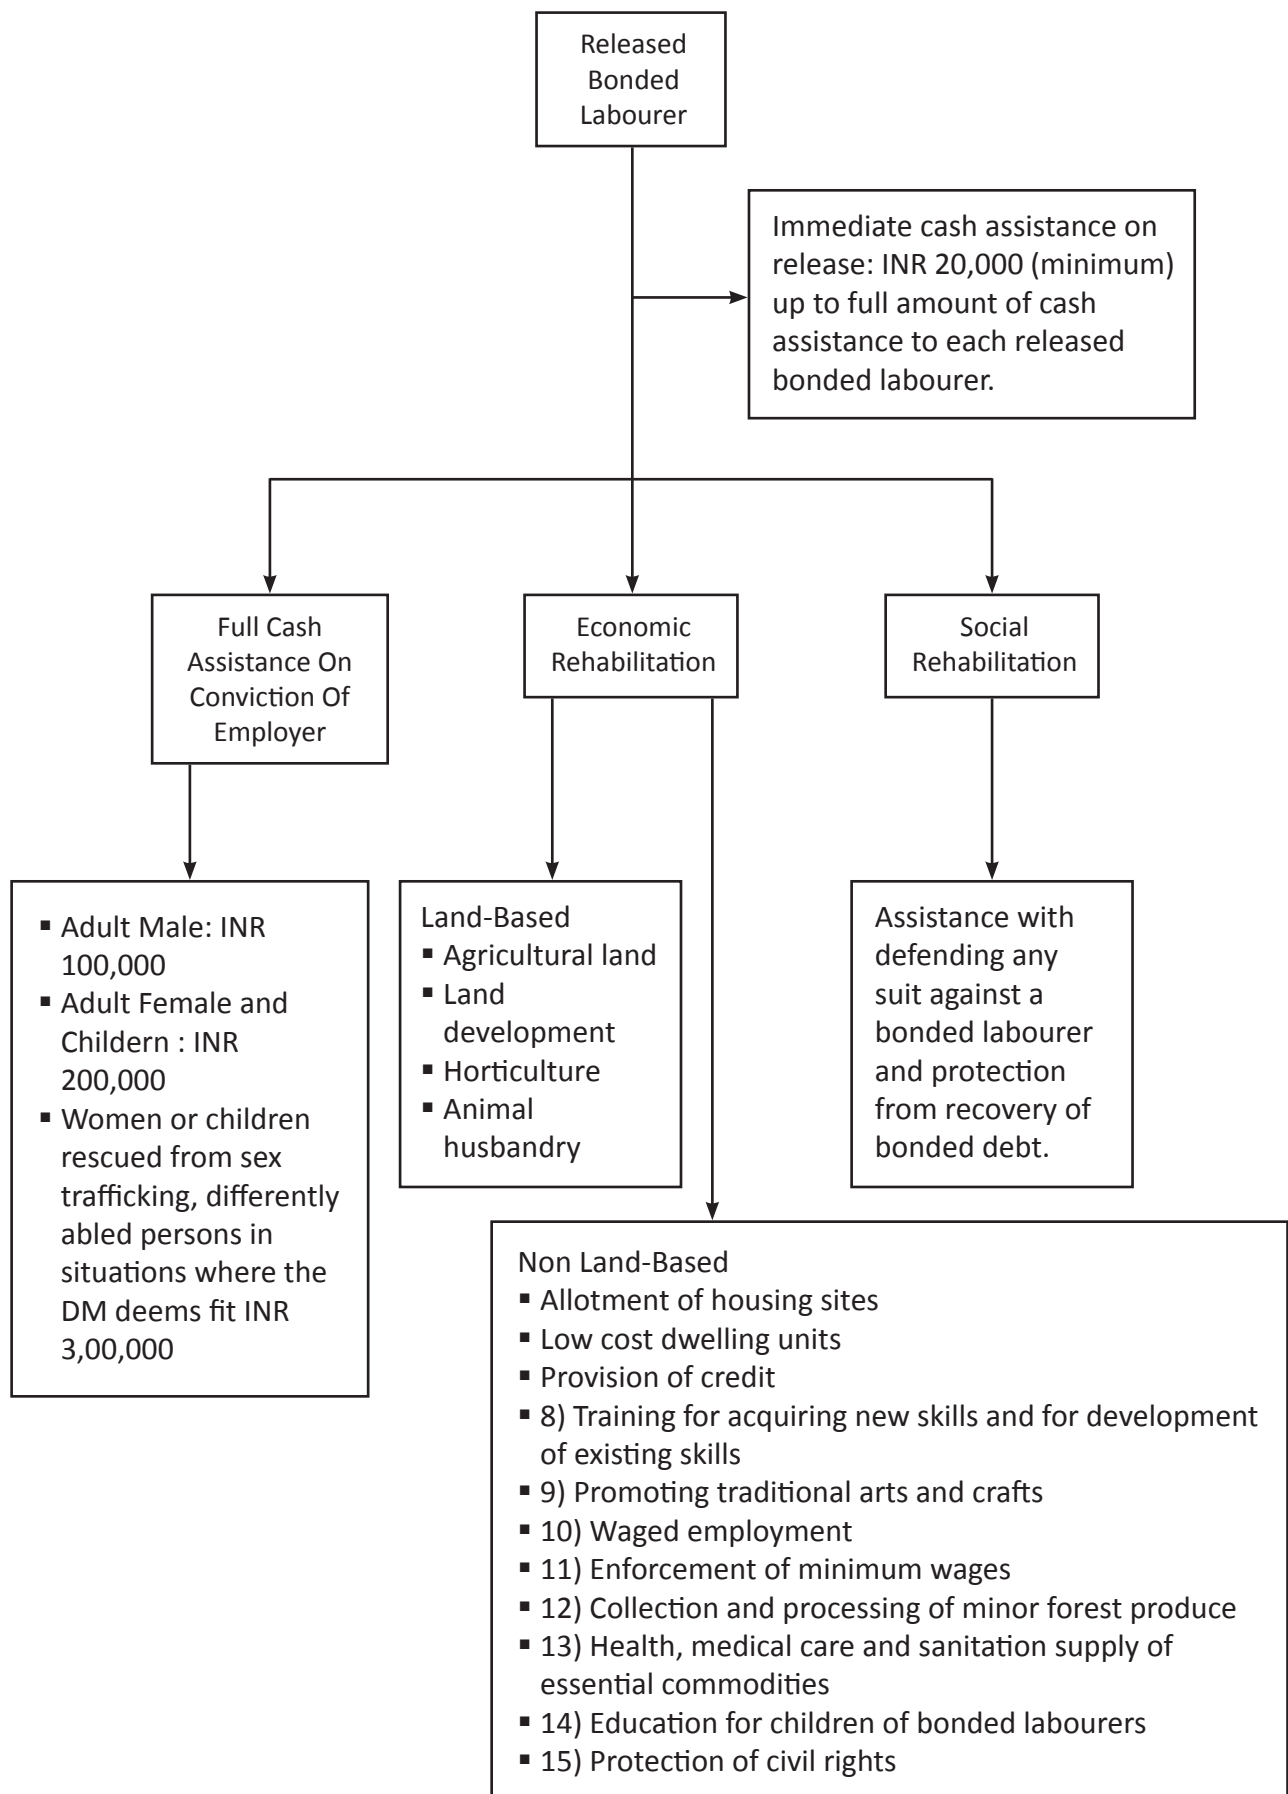 Released
Bonded
Labourer
Immediate cash assistance on
release: INR 20,000 (minimum)
up to full amount of cash
assistance to each released
bonded labourer.
Full Cash
Assistance On
Conviction Of
Employer
Economic
Rehabilitation
Social
Rehabilitation
▪ Adult Male: INR
100,000
▪ Adult Female and
Childern : INR
200,000
▪ Women or children
rescued from sex
trafficking, differently
abled persons in
situations where the
DM deems fit INR
3,00,000
Land-Based
▪ Agricultural land
▪ Land
development
▪ Horticulture
▪ Animal
husbandry
Assistance with
defending any
suit against a
bonded labourer
and protection
from recovery of
bonded debt.
Non Land-Based
▪ Allotment of housing sites
▪ Low cost dwelling units
▪ Provision of credit
▪ 8) Training for acquiring new skills and for development
of existing skills
▪ 9) Promoting traditional arts and crafts
▪ 10) Waged employment
▪ 11) Enforcement of minimum wages
▪ 12) Collection and processing of minor forest produce
▪ 13) Health, medical care and sanitation supply of
essential commodities
▪ 14) Education for children of bonded labourers
▪ 15) Protection of civil rights